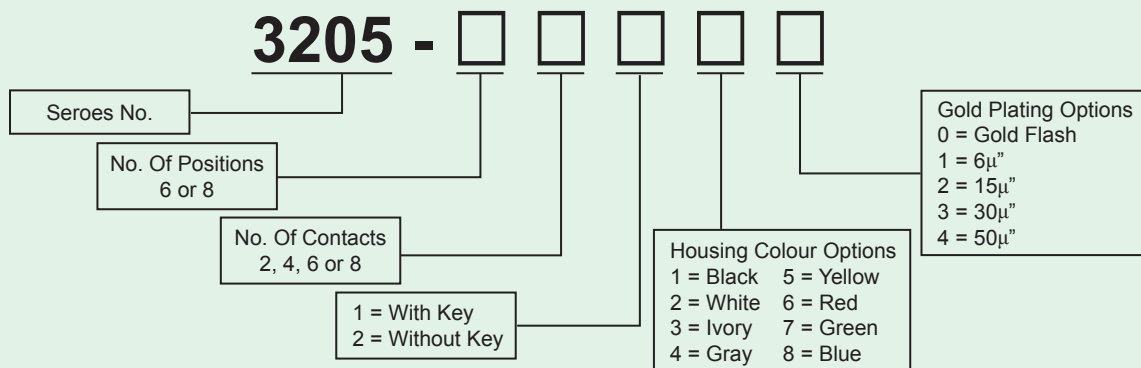 3205 -
Seroes No.
No. Of Positions
6 or 8
No. Of Contacts
2, 4, 6 or 8
1 = With Key
2 = Without Key
Housing Colour Options
1 = Black 5 = Yellow
2 = White 6 = Red
3 = Ivory 7 = Green
4 = Gray 8 = Blue
Gold Plating Options
0 = Gold Flash
1 = 6μ”
2 = 15μ”
3 = 30μ”
4 = 50μ”